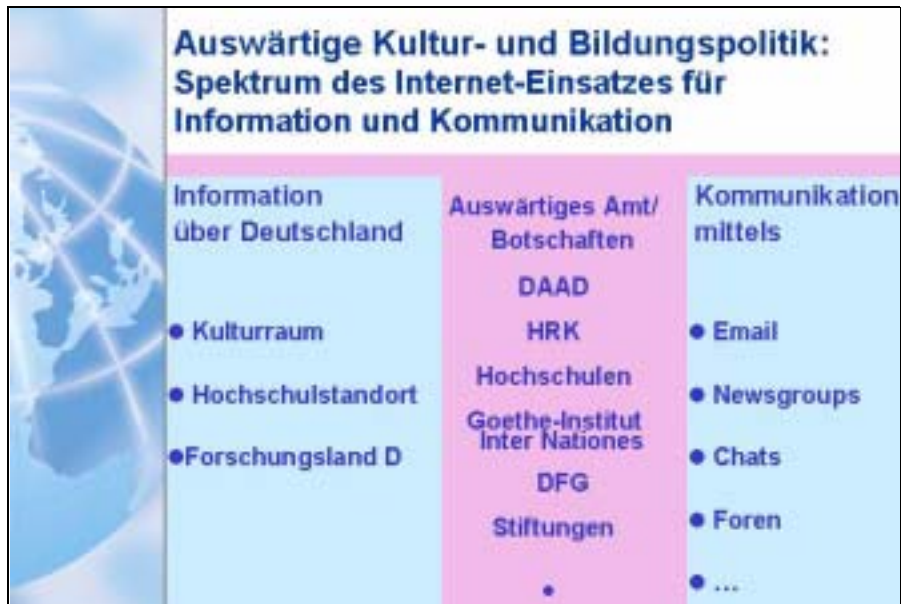 Auswärtige Kultur- und Bildungspolitik:
Spektrum des Internet-Einsatzes für
Information und Kommunikation
Information
über Deutschland
● Kulturraum
● Hochschulstandort
●Forschungsland D
Auswärtiges Amt/
Botschaften
DAAD
HRK
Hochschulen
Goethe-Institut
Inter Nationes
DFG
Stiftungen
•
Kommunikation
mittels
● Email
● Newsgroups
● Chats
● Foren
● ...